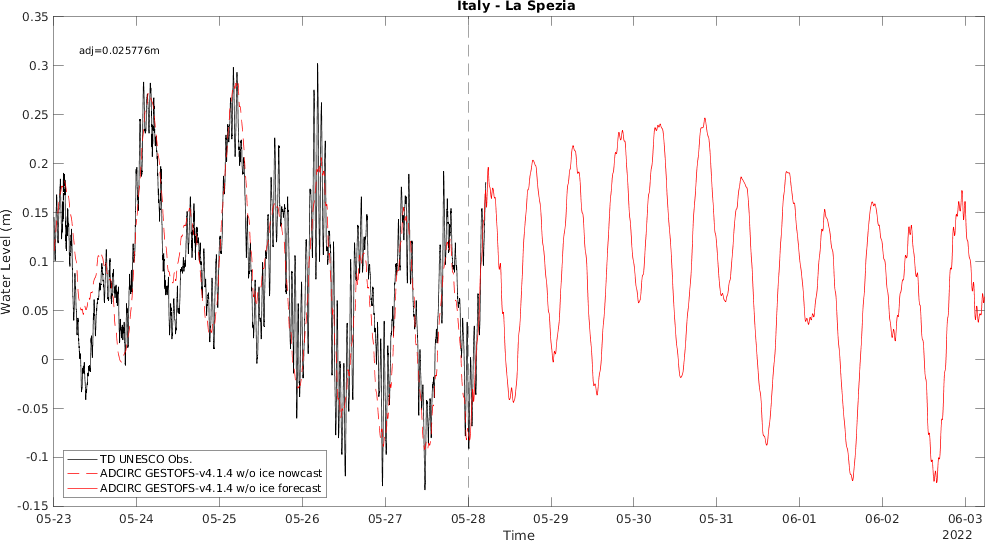 Italy - La Spezia
adj=0.025776m
0.35
0.3
0.25
0.2
0.15
0.1
0.05
0
-0.05
-0.1
-0.15
Water Level (m)
TD UNESCO Obs.
ADCIRC GESTOFS-v4.1.4 w/o ice nowcast
ADCIRC GESTOFS-v4.1.4 w/o ice forecast
05-23 05-24 05-25 05-26 05-27 05-28 05-29 05-30 05-31 06-01 06-02 06-03
Time
2022